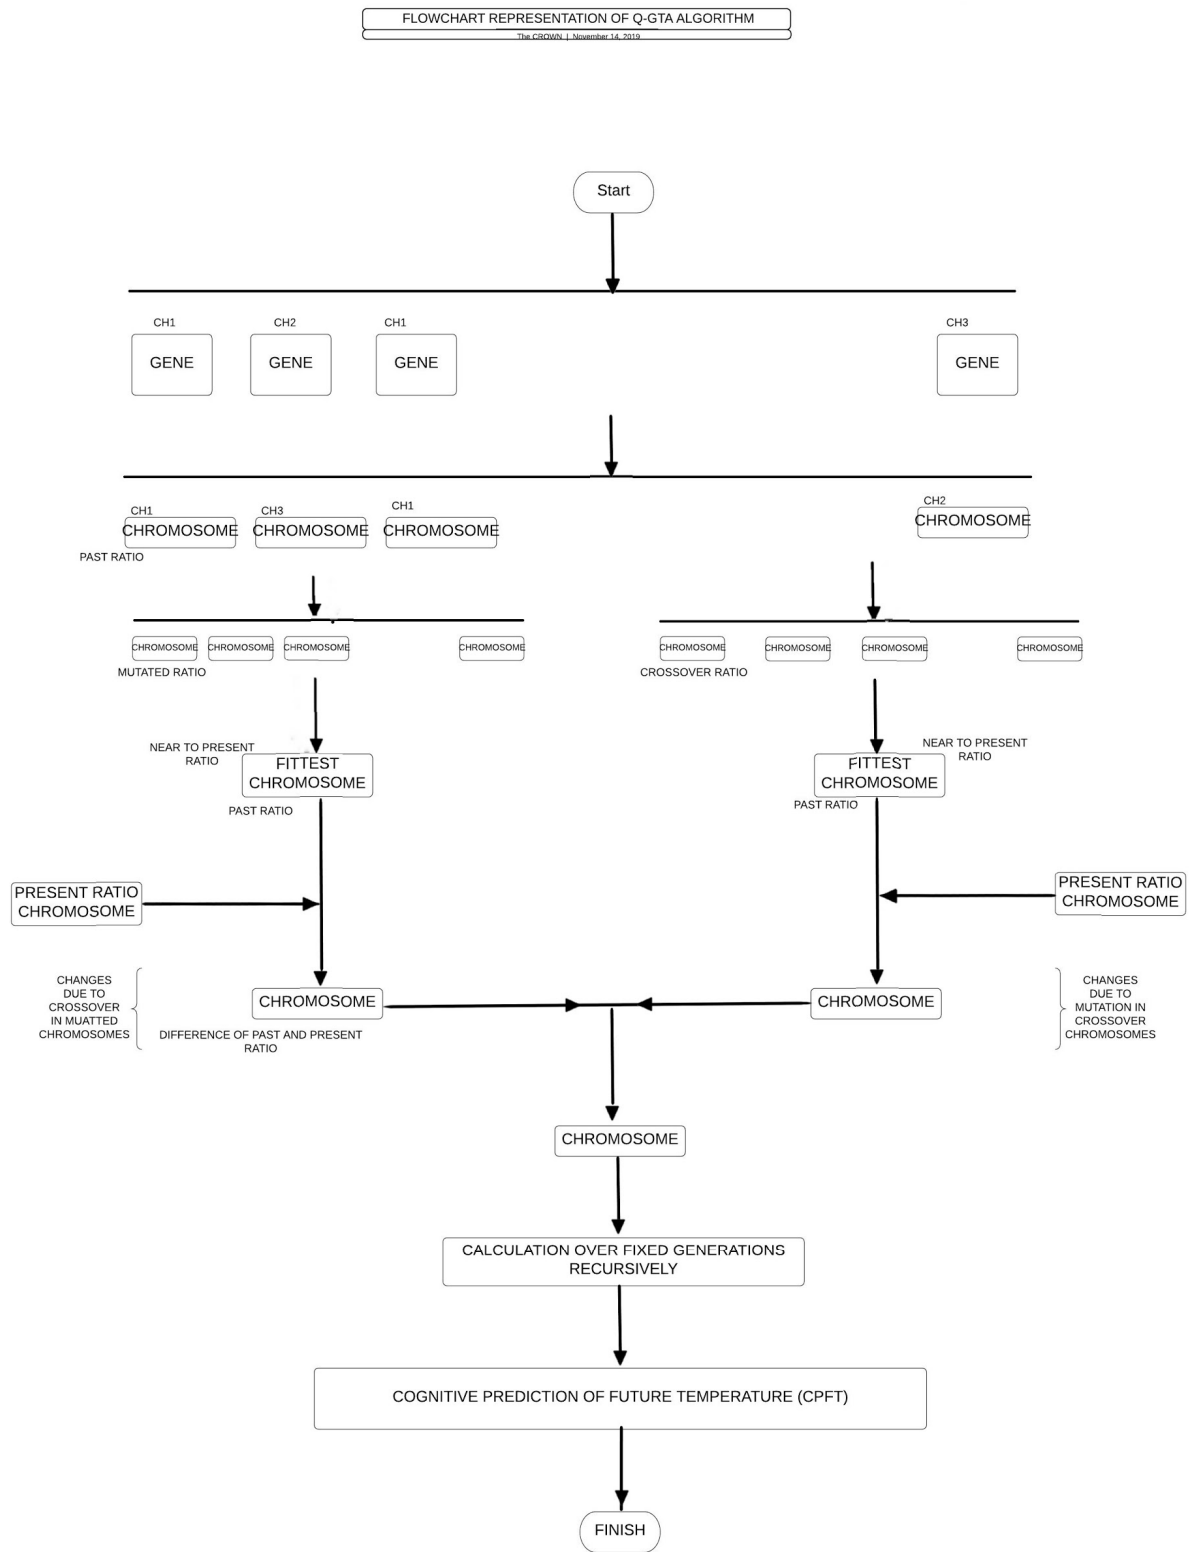 FLOWCHART REPRESENTATION OF Q-GTA ALGORITHM
The CROWN | November 14, 2019
Start
CH1 CH2 CH1 CH3
GENE GENE GENE GENE
CH1 CH3 CH1 CH2
CHROMOSOME CHROMOSOME CHROMOSOME CHROMOSOME
PAST RATIO
CHROMOSOME CHROMOSOME CHROMOSOME CHROMOSOME CHROMOSOME CHROMOSOME CHROMOSOME CHROMOSOME
MUTATED RATIO CROSSOVER RATIO
NEAR TO PRESENT
RATIO
FITTEST
CHROMOSOME
PAST RATIO
NEAR TO PRESENT
RATIO
FITTEST
CHROMOSOME
PAST RATIO
PRESENT RATIO
CHROMOSOME
PRESENT RATIO
CHROMOSOME
CHANGES
DUE TO
CROSSOVER
IN MUATTED
CHROMOSOMES
CHROMOSOME
DIFFERENCE OF PAST AND PRESENT
RATIO
CHROMOSOME
CHANGES
DUE TO
MUTATION IN
CROSSOVER
CHROMOSOMES
CHROMOSOME
CALCULATION OVER FIXED GENERATIONS
RECURSIVELY
COGNITIVE PREDICTION OF FUTURE TEMPERATURE (CPFT)
FINISH